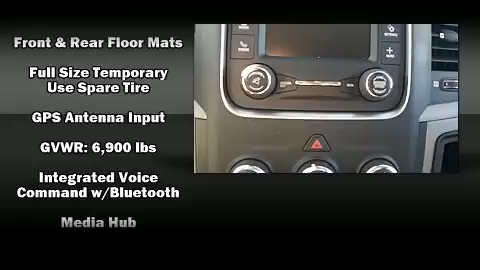 Front & Rear Floor Mats
Full Size Temporary
Use Spare Tire
GPS Antenna Input
GVWR: 6,900 lbs
Integrated Voice
Command w/Bluetooth
Media Hub